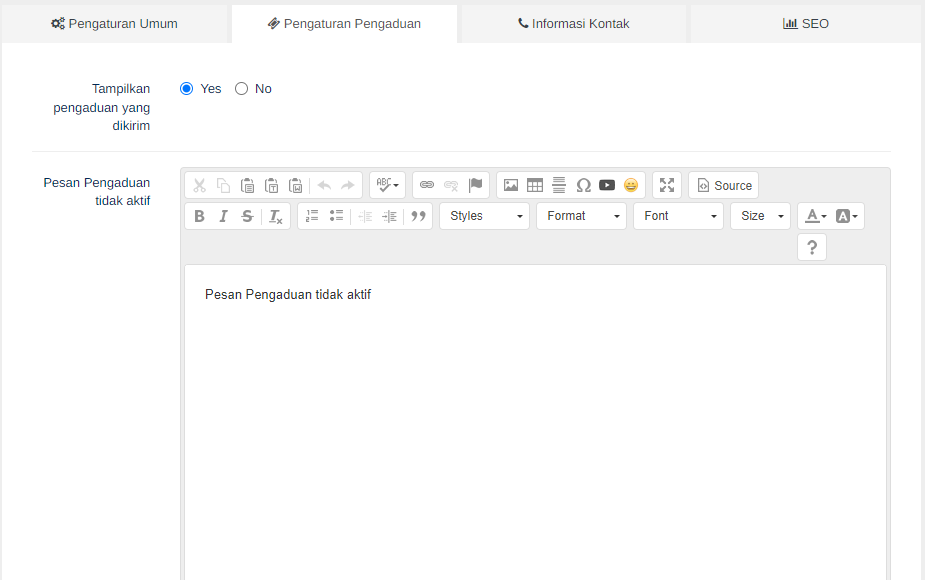 Pengaturan Umum
Pengaturan Pengaduan
Informasi Kontak
SEO
Tampilkan
pengaduan yang
dikirim
Yes
No
Pesan Pengaduan
tidak aktif
ABC
Source
B I S Tx
Styles
Format
Font
Size
A
A
?
Pesan Pengaduan tidak aktif